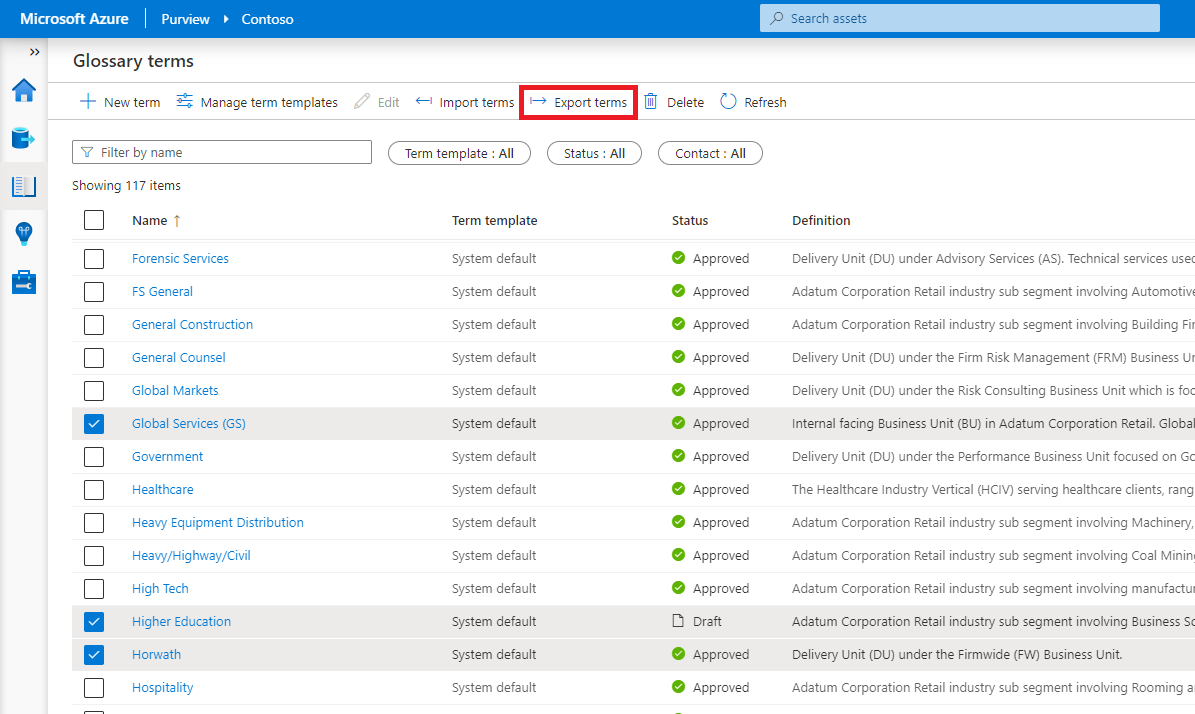 Microsoft Azure Purview Contoso Search assets
Glossary terms
New term Manage term templates Edit Import terms Export terms Delete Refresh
Filter by name Term template : All Status : All Contact : All
Showing 117 items
Name ↑ Term template Status Definition
Forensic Services System default Approved Delivery Unit (DU) under Advisory Services (AS). Technical services used
FS General System default Approved Adatum Corporation Retail industry sub segment involving Automotive
General Construction System default Approved Adatum Corporation Retail industry sub segment involving Building Fir
General Counsel System default Approved Delivery Unit (DU) under the Firm Risk Management (FRM) Business Un
Global Markets System default Approved Delivery Unit (DU) under the Risk Consulting Business Unit which is foc
Global Services (GS) System default Approved Internal facing Business Unit (BU) in Adatum Corporation Retail. Global
Government System default Approved Delivery Unit (DU) under the Performance Business Unit focused on Go
Healthcare System default Approved The Healthcare Industry Vertical (HCIV) serving healthcare clients, rang
Heavy Equipment Distribution System default Approved Adatum Corporation Retail industry sub segment involving Machinery,
Heavy/Highway/Civil System default Approved Adatum Corporation Retail industry sub segment involving Coal Mining
High Tech System default Approved Adatum Corporation Retail industry sub segment involving manufactur
Higher Education System default Draft Adatum Corporation Retail industry sub segment involving Business Sc
Horwath System default Approved Delivery Unit (DU) under the Firmwide (FW) Business Unit.
Hospitality System default Approved Adatum Corporation Retail industry sub segment involving Rooming a